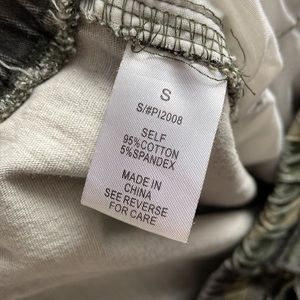 S
S/#PI2008
SELF
95%COTTON
5%SPANDEX
MADE IN
CHINA
SEE REVERSE
FOR CARE